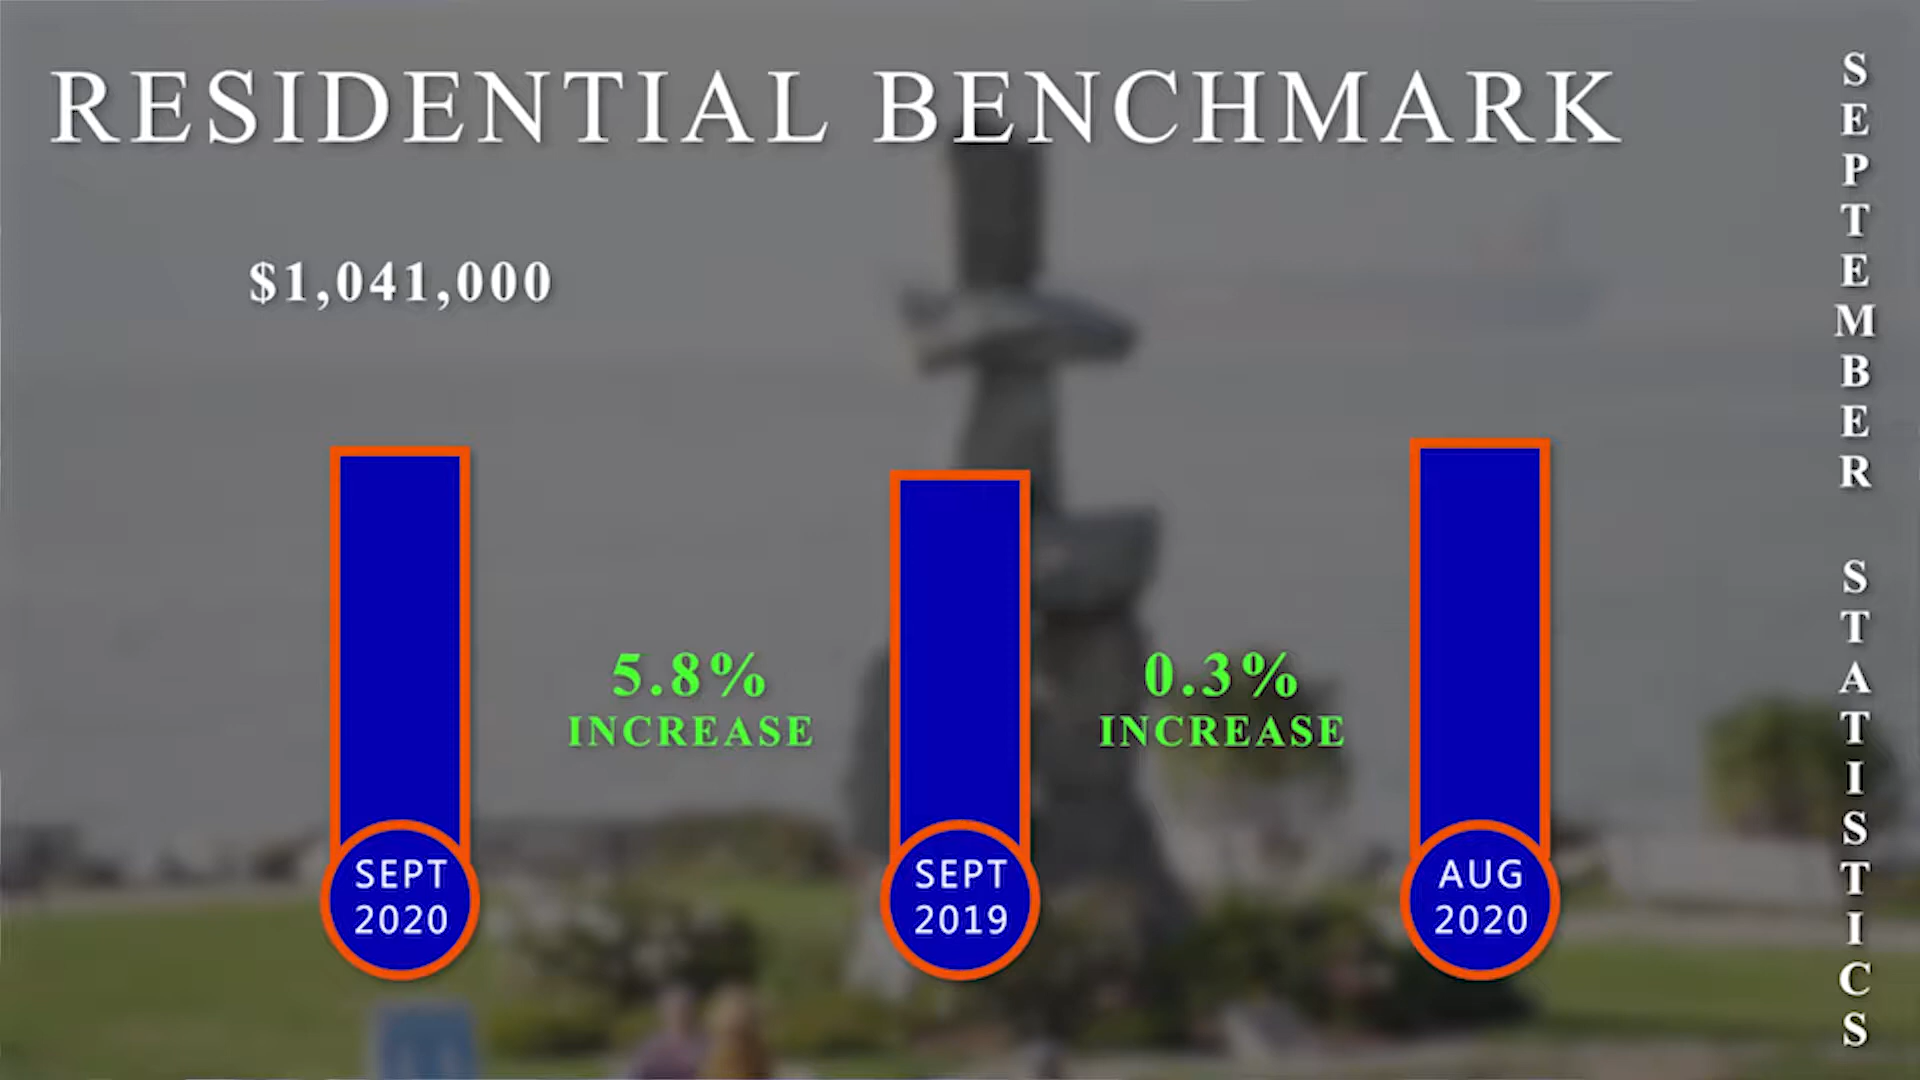 RESIDENTIAL BENCHMARK
$1,041,000
5.8%
INCREASE
0.3%
INCREASE
SEPT
2020
SEPT
2019
AUG
2020
SEPTEMBER STATISTICS